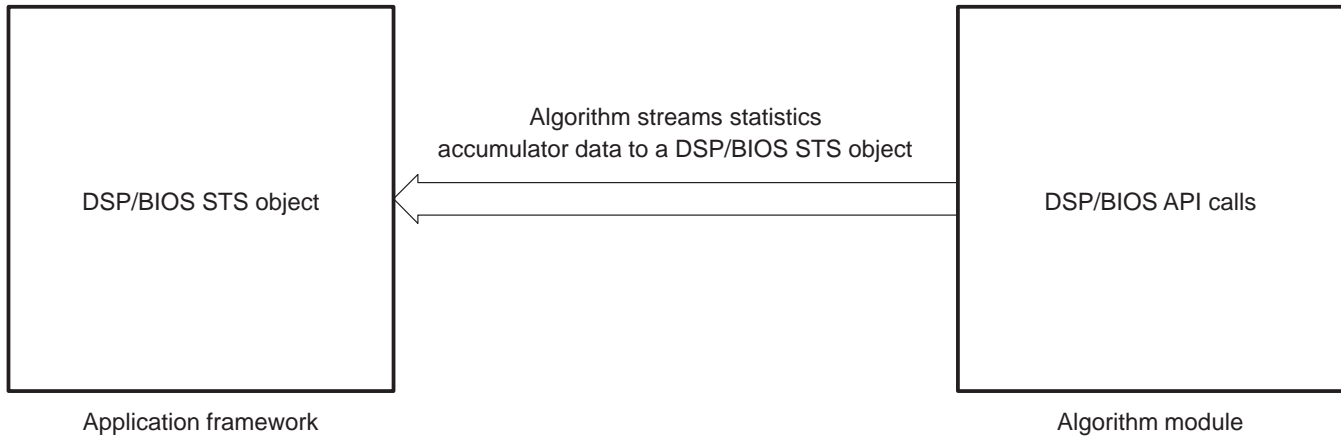 Algorithm streams statistics
accumulator data to a DSP/BIOS STS object
DSP/BIOS STS object
DSP/BIOS API calls
Application framework
Algorithm module